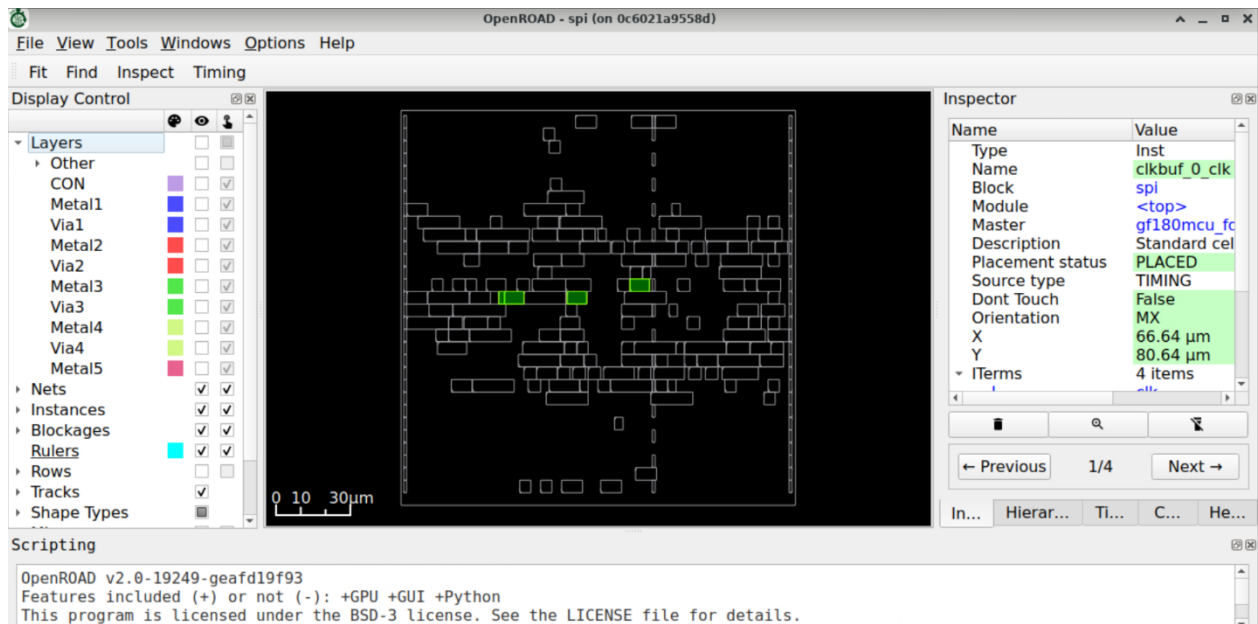 OpenROAD - spi (on 0c6021a9558d)
File View Tools Windows Options Help
Fit Find Inspect Timing
Display Control
Layers
Other
CON
Metal1
Via1
Metal2
Via2
Metal3
Via3
Metal4
Via4
Metal5
Nets
Instances
Blockages
Rulers
Rows
Tracks
Shape Types
0 10 30μm
Inspector
Name Value
Type Inst
Name clkbuf_0_clk
Block spi
Module <top>
Master gf180mcu_fc
Description Standard cel
Placement status PLACED
Source type TIMING
Dont Touch False
Orientation MX
X 66.64 μm
Y 80.64 μm
ITerms 4 items
← Previous 1/4 Next →
In... Hierar... Ti... C... He...
Scripting
OpenROAD v2.0-19249-geafd19f93
Features included (+) or not (-): +GPU +GUI +Python
This program is licensed under the BSD-3 license. See the LICENSE file for details.